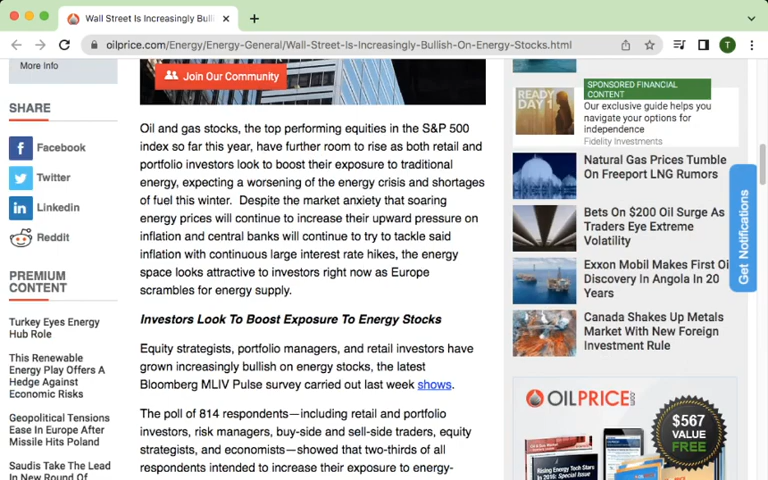 Wall Street Is Increasingly Bulli
oilprice.com/Energy/Energy-General/Wall-Street-Is-Increasingly-Bullish-On-Energy-Stocks.html
T
More Info
SHARE
Facebook
Twitter
Linkedin
Reddit
PREMIUM
CONTENT
Turkey Eyes Energy
Hub Role
This Renewable
Energy Play Offers A
Hedge Against
Economic Risks
Geopolitical Tensions
Ease In Europe After
Missile Hits Poland
Saudis Take The Lead
In New Round Of
Join Our Community
Oil and gas stocks, the top performing equities in the S&P 500
index so far this year, have further room to rise as both retail and
portfolio investors look to boost their exposure to traditional
energy, expecting a worsening of the energy crisis and shortages
of fuel this winter. Despite the market anxiety that soaring
energy prices will continue to increase their upward pressure on
inflation and central banks will continue to try to tackle said
inflation with continuous large interest rate hikes, the energy
space looks attractive to investors right now as Europe
scrambles for energy supply.
Investors Look To Boost Exposure To Energy Stocks
Equity strategists, portfolio managers, and retail investors have
grown increasingly bullish on energy stocks, the latest
Bloomberg MLIV Pulse survey carried out last week shows.
The poll of 814 respondents—including retail and portfolio
investors, risk managers, buy-side and sell-side traders, equity
strategists, and economists—showed that two-thirds of all
respondents intended to increase their exposure to energy-
READY
DAY 1
SPONSORED FINANCIAL
CONTENT
Our exclusive guide helps you
navigate your options for
independence
Fidelity Investments
Natural Gas Prices Tumble
On Freeport LNG Rumors
Bets On $200 Oil Surge As
Traders Eye Extreme
Volatility
Exxon Mobil Makes First Oi
Discovery In Angola In 20
Years
Canada Shakes Up Metals
Market With New Foreign
Investment Rule
Get Notifications
OILPRICE
$567
VALUE
FREE
Rising Energy Tech Stars
In 2016: Special Issue